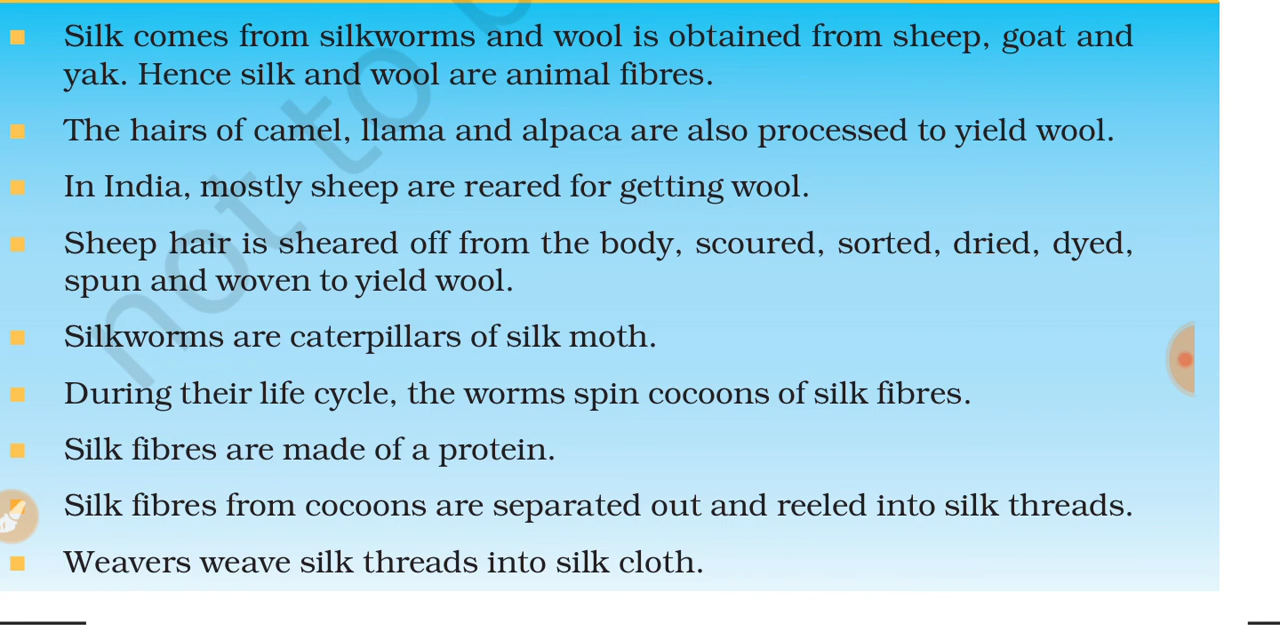 Silk comes from silkworms and wool is obtained from sheep, goat and
yak. Hence silk and wool are animal fibres.
The hairs of camel, llama and alpaca are also processed to yield wool.
In India, mostly sheep are reared for getting wool.
Sheep hair is sheared off from the body, scoured, sorted, dried, dyed,
spun and woven to yield wool.
Silkworms are caterpillars of silk moth.
During their life cycle, the worms spin cocoons of silk fibres.
Silk fibres are made of a protein.
Silk fibres from cocoons are separated out and reeled into silk threads.
Weavers weave silk threads into silk cloth.
not to b